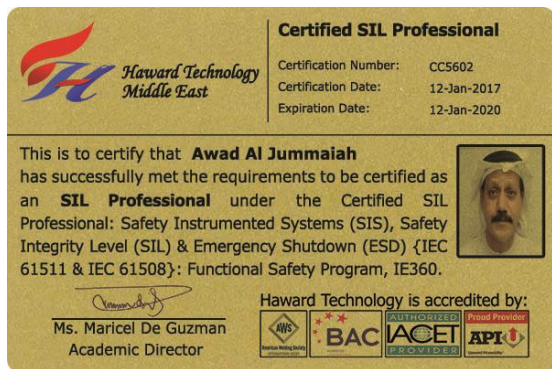 Certified SIL Professional
Haward Technology
Middle East
Certification Number: CC5602
Certification Date: 12-Jan-2017
Expiration Date: 12-Jan-2020
This is to certify that Awad Al Jummaiah
has successfully met the requirements to be certified as
an SIL Professional under the Certified SIL
Professional: Safety Instrumented Systems (SIS), Safety
Integrity Level (SIL) & Emergency Shutdown (ESD) {IEC
61511 & IEC 61508}: Functional Safety Program, IE360.
Ms. Maricel De Guzman
Academic Director
Haward Technology is accredited by:
AWS
American Welding Society
BAC
AUTHORIZED
IACET
PROVIDER
Proud Provider
API